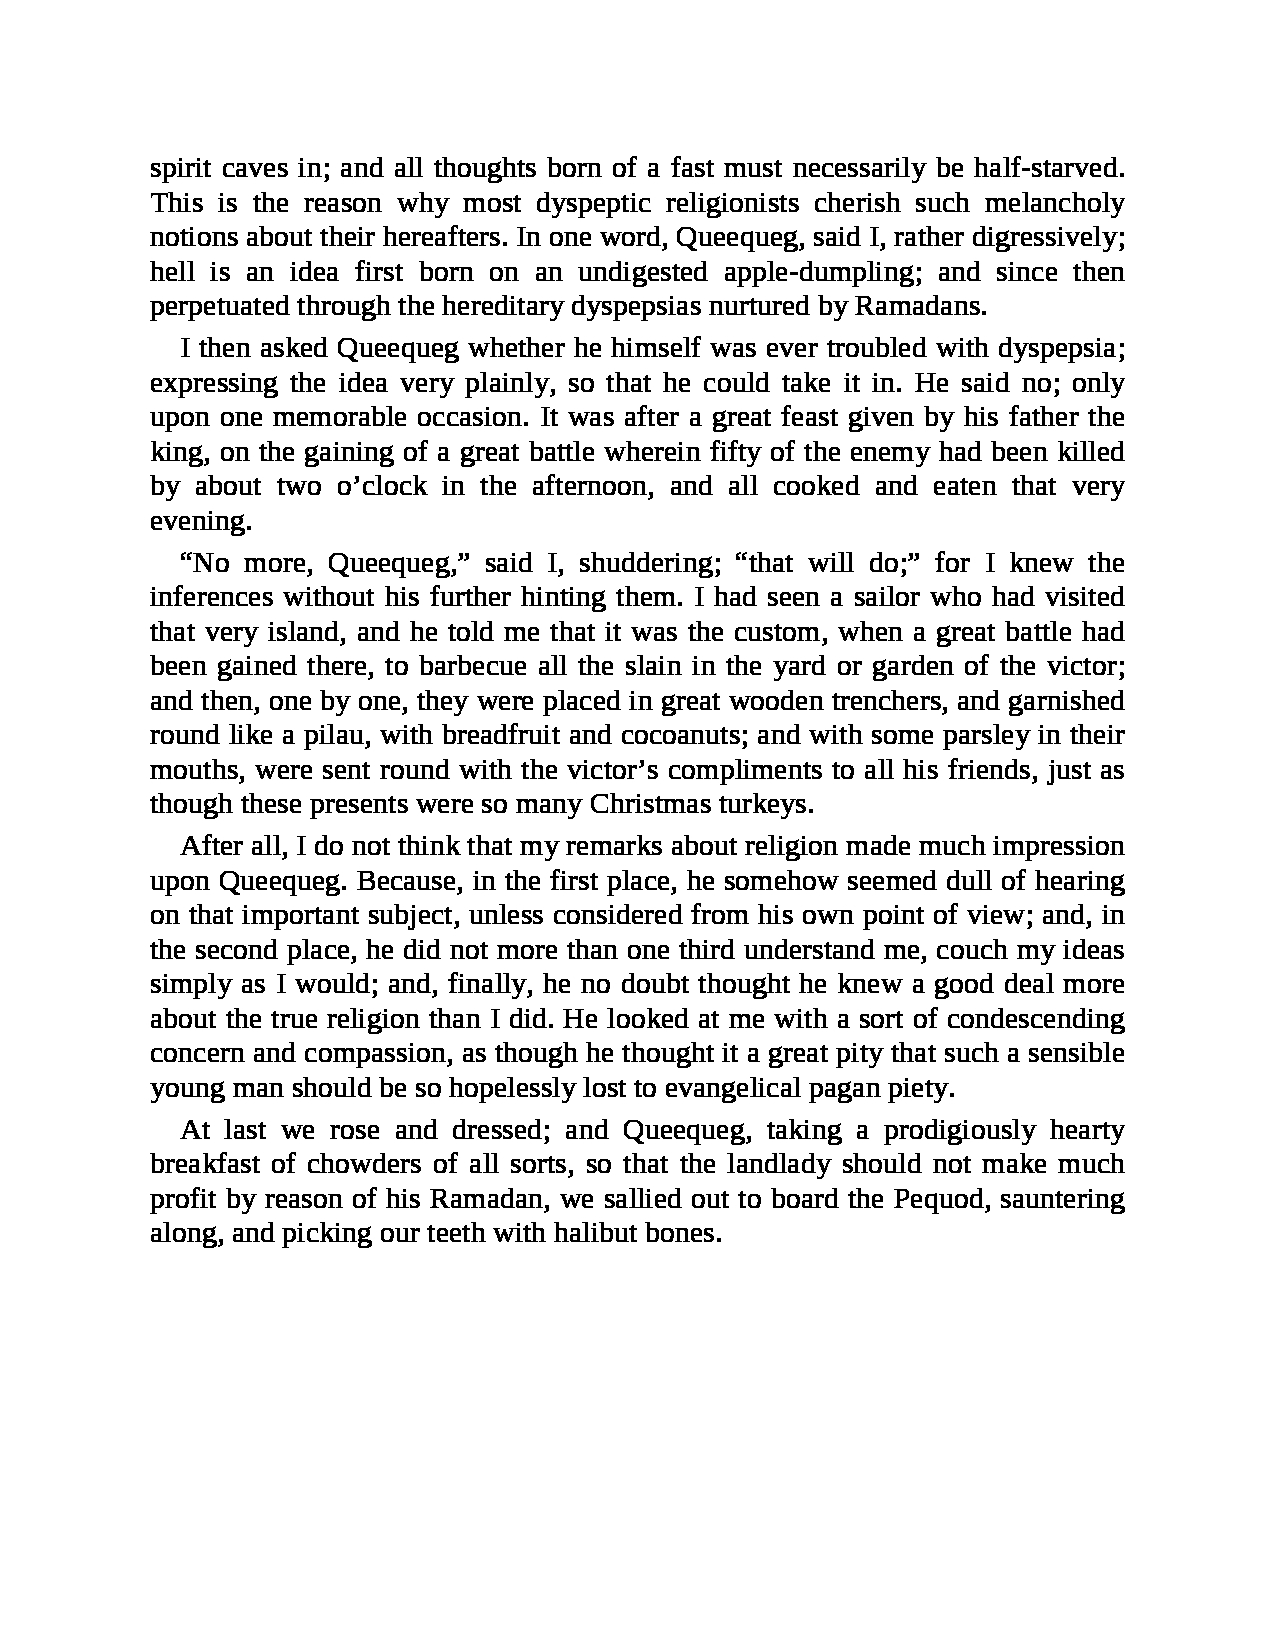 spirit caves in; and all thoughts born of a fast must necessarily be half-starved.
This is the reason why most dyspeptic religionists cherish such melancholy
notions about their hereafters. In one word, Queequeg, said I, rather digressively;
hell is an idea first born on an undigested apple-dumpling; and since then
perpetuated through the hereditary dyspepsias nurtured by Ramadans.
I then asked Queequeg whether he himself was ever troubled with dyspepsia;
expressing the idea very plainly, so that he could take it in. He said no; only
upon one memorable occasion. It was after a great feast given by his father the
king, on the gaining of a great battle wherein fifty of the enemy had been killed
by about two o’clock in the afternoon, and all cooked and eaten that very
evening.
“No more, Queequeg,” said I, shuddering; “that will do;” for I knew the
inferences without his further hinting them. I had seen a sailor who had visited
that very island, and he told me that it was the custom, when a great battle had
been gained there, to barbecue all the slain in the yard or garden of the victor;
and then, one by one, they were placed in great wooden trenchers, and garnished
round like a pilau, with breadfruit and cocoanuts; and with some parsley in their
mouths, were sent round with the victor’s compliments to all his friends, just as
though these presents were so many Christmas turkeys.
After all, I do not think that my remarks about religion made much impression
upon Queequeg. Because, in the first place, he somehow seemed dull of hearing
on that important subject, unless considered from his own point of view; and, in
the second place, he did not more than one third understand me, couch my ideas
simply as I would; and, finally, he no doubt thought he knew a good deal more
about the true religion than I did. He looked at me with a sort of condescending
concern and compassion, as though he thought it a great pity that such a sensible
young man should be so hopelessly lost to evangelical pagan piety.
At last we rose and dressed; and Queequeg, taking a prodigiously hearty
breakfast of chowders of all sorts, so that the landlady should not make much
profit by reason of his Ramadan, we sallied out to board the Pequod, sauntering
along, and picking our teeth with halibut bones.